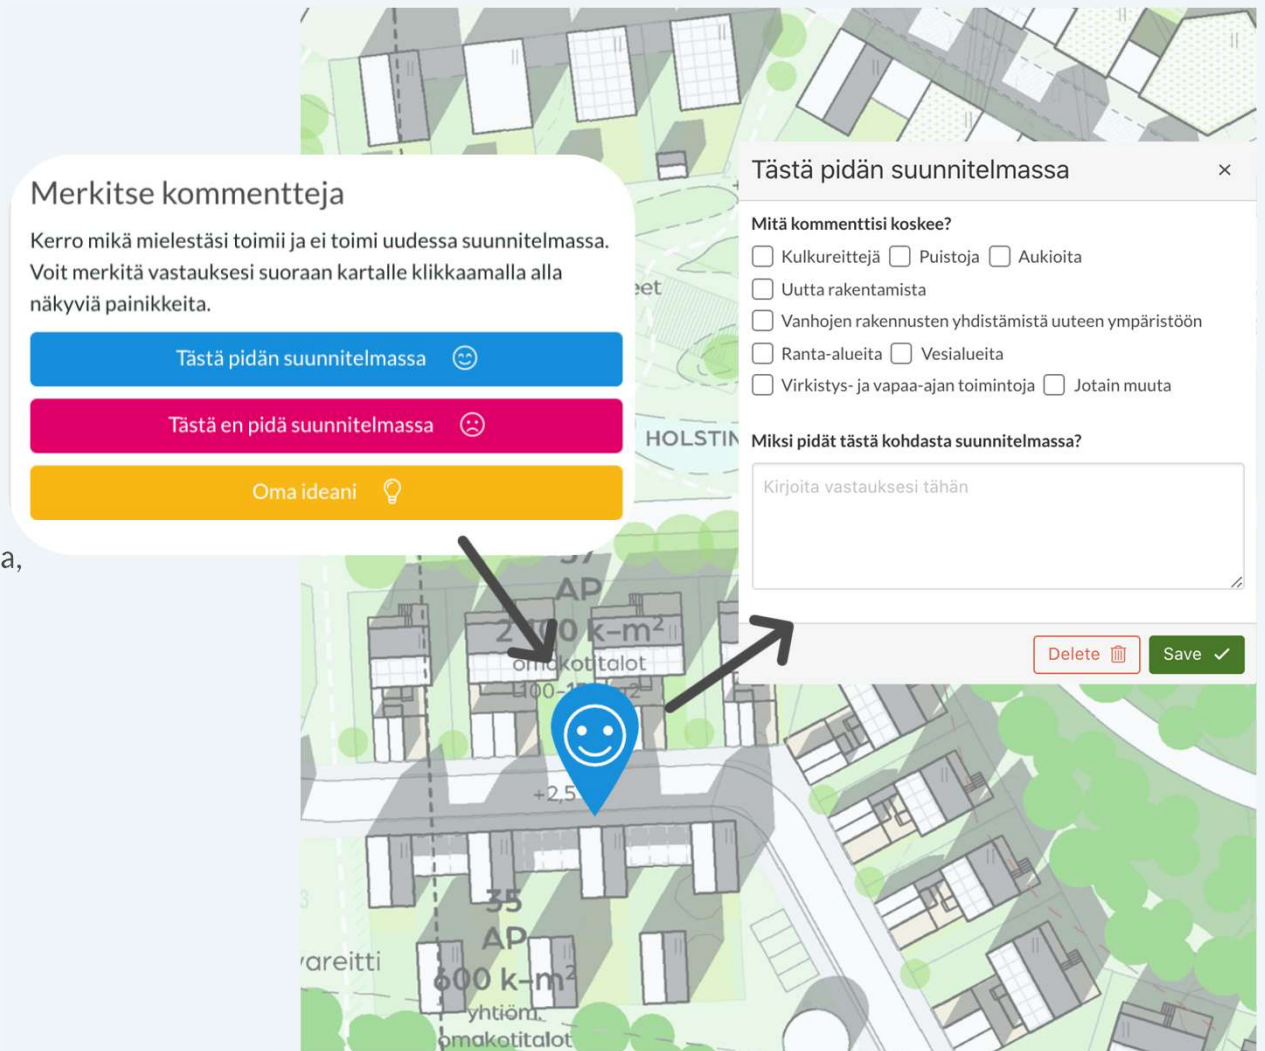 Merkitse kommentteja
Kerro mikä mielestäsi toimii ja ei toimi uudessa suunnitelmassa.
Voit merkitä vastauksesi suoraan kartalle klikkaamalla alla
näkyviä painikkeita.
Tästä pidän suunnitelmassa
Tästä en pidä suunnitelmassa
Oma ideani
a,
Tästä pidän suunnitelmassa ×
Mitä kommenttisi koskee?
Kulkureittejä Puistoja Aukioita
Uutta rakentamista
Vanhojen rakennusten yhdistämistä uuteen ympäristöön
Ranta-alueita Vesialueita
Virkistys- ja vapaa-ajan toimintoja Jotain muuta
Miksi pidät tästä kohdasta suunnitelmassa?
Kirjoita vastauksesi tähän
Delete Save
eet
HOLSTIN
AP
k-m²
omakotitalot
+2,5
35
AP
600 k-m²
yhtiöm.
omakotitalot
vareitti